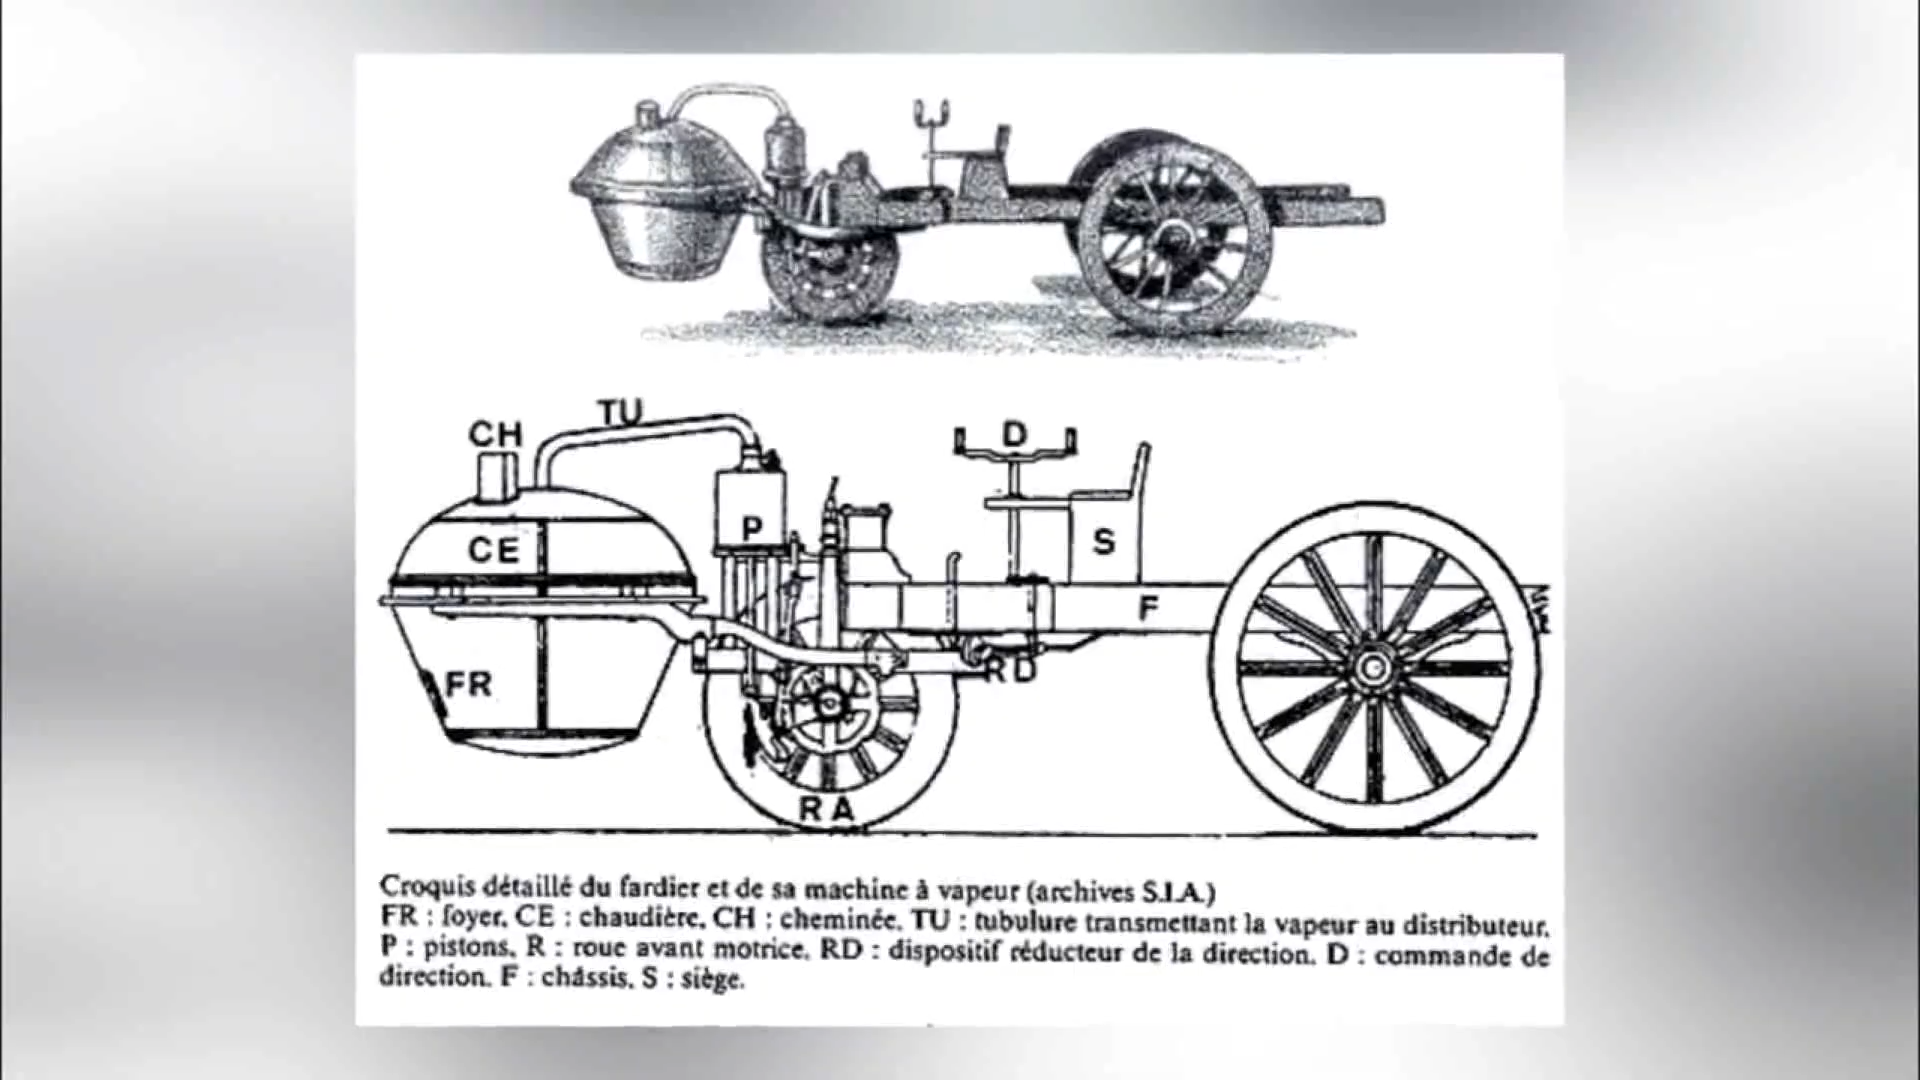 TU
CH
D
P
CE
S
F
FR
RD
RA
Croquis détaillé du fardier et de sa machine à vapeur (archives S.I.A.)
FR : foyer, CE : chaudière, CH : cheminée, TU : tubulure transmettant la vapeur au distributeur,
P : pistons, R : roue avant motrice, RD : dispositif réducteur de la direction, D : commande de
direction, F : châssis, S : siège.